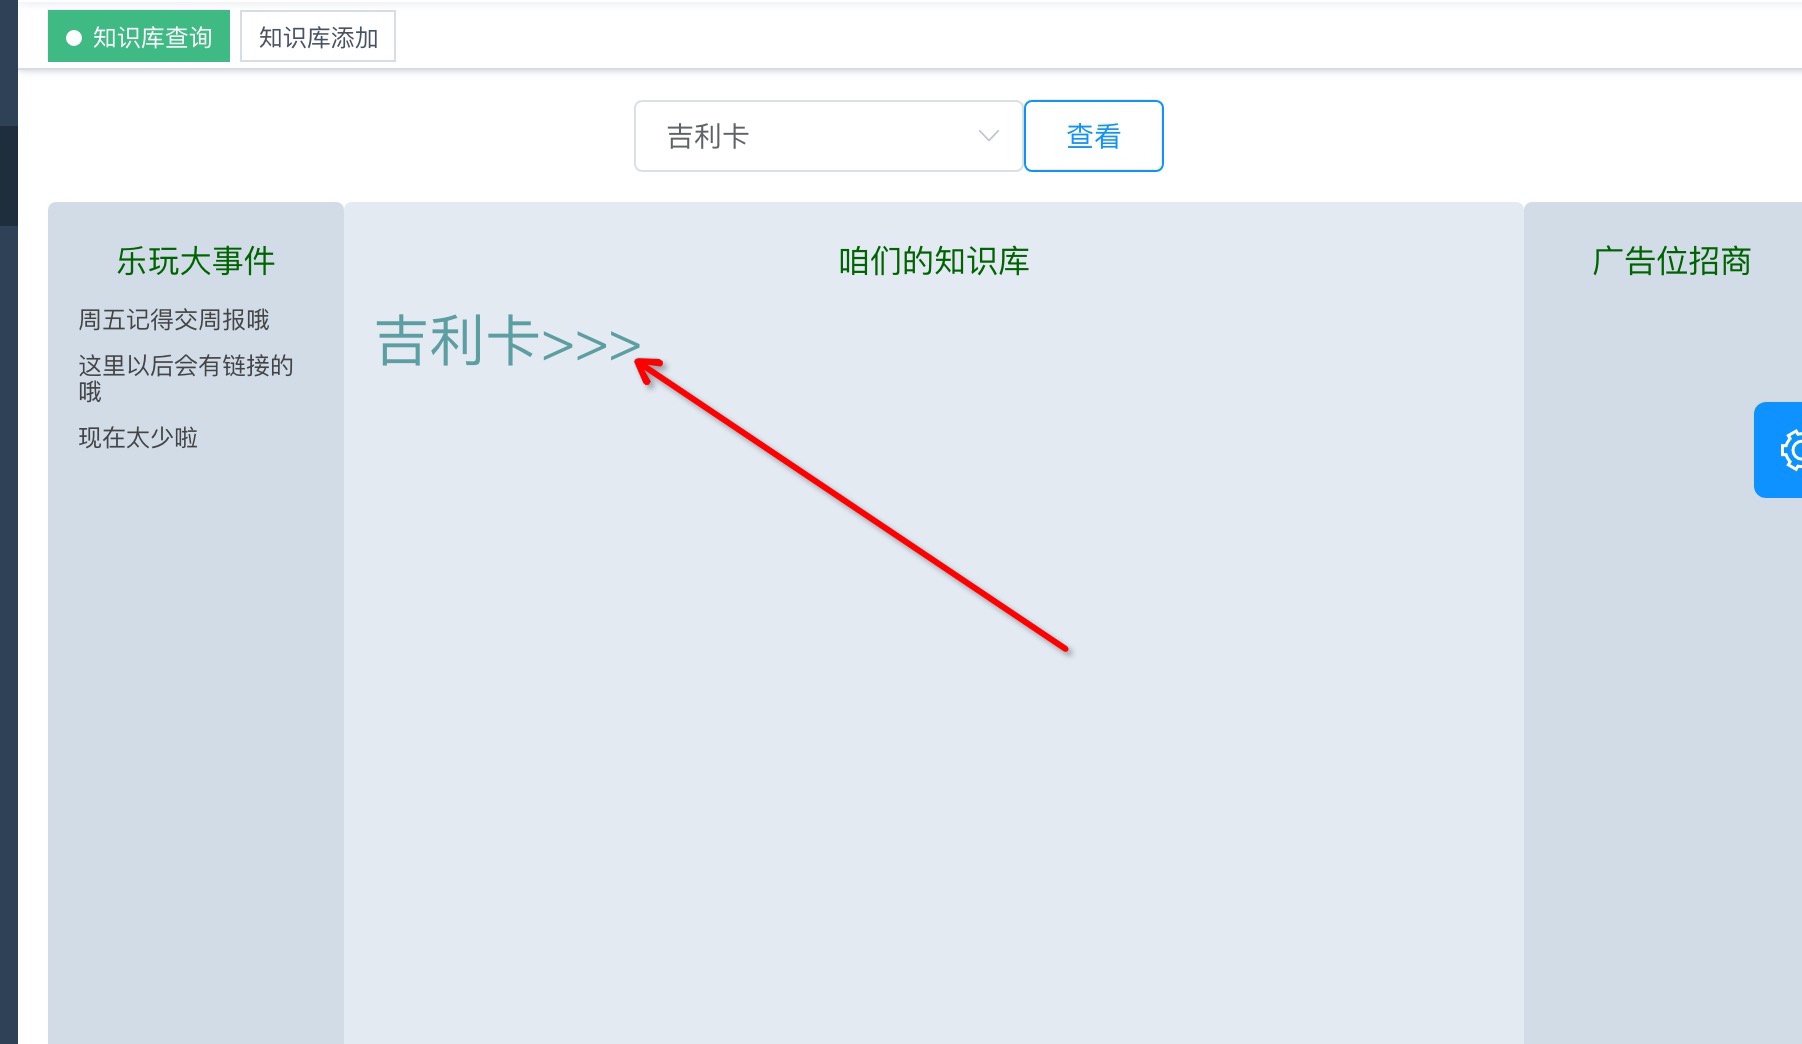 知识库查询
知识库添加
吉利卡
查看
乐玩大事件
周五记得交周报哦
这里以后会有链接的
哦
现在太少啦
咱们的知识库
吉利卡>>>
广告位招商